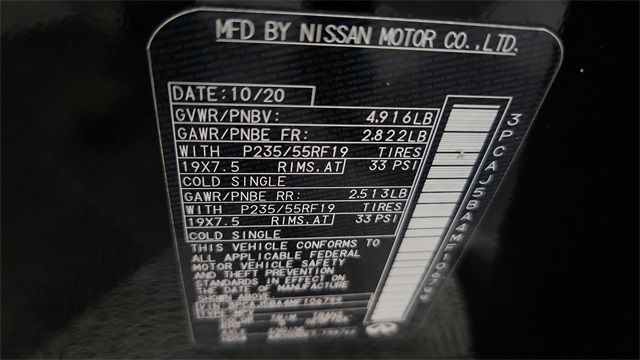 MFD BY NISSAN MOTOR CO.,LTD.
DATE:10/20
GVWR/PNBV: 4,916LB
GAWR/PNBE FR: 2,822LB
WITH P235/55RF19 TIRES
19X7.5 RIMS,AT 33 PSI
COLD SINGLE
GAWR/PNBE RR: 2,513LB
WITH P235/55RF19 TIRES
19X7.5 RIMS,AT 33 PSI
COLD SINGLE
THIS VEHICLE CONFORMS TO
ALL APPLICABLE FEDERAL
MOTOR VEHICLE SAFETY
AND THEFT PREVENTION
STANDARDS IN EFFECT ON
THE DATE OF MANUFACTURE
SHOWN ABOVE.
VIN
TYPE